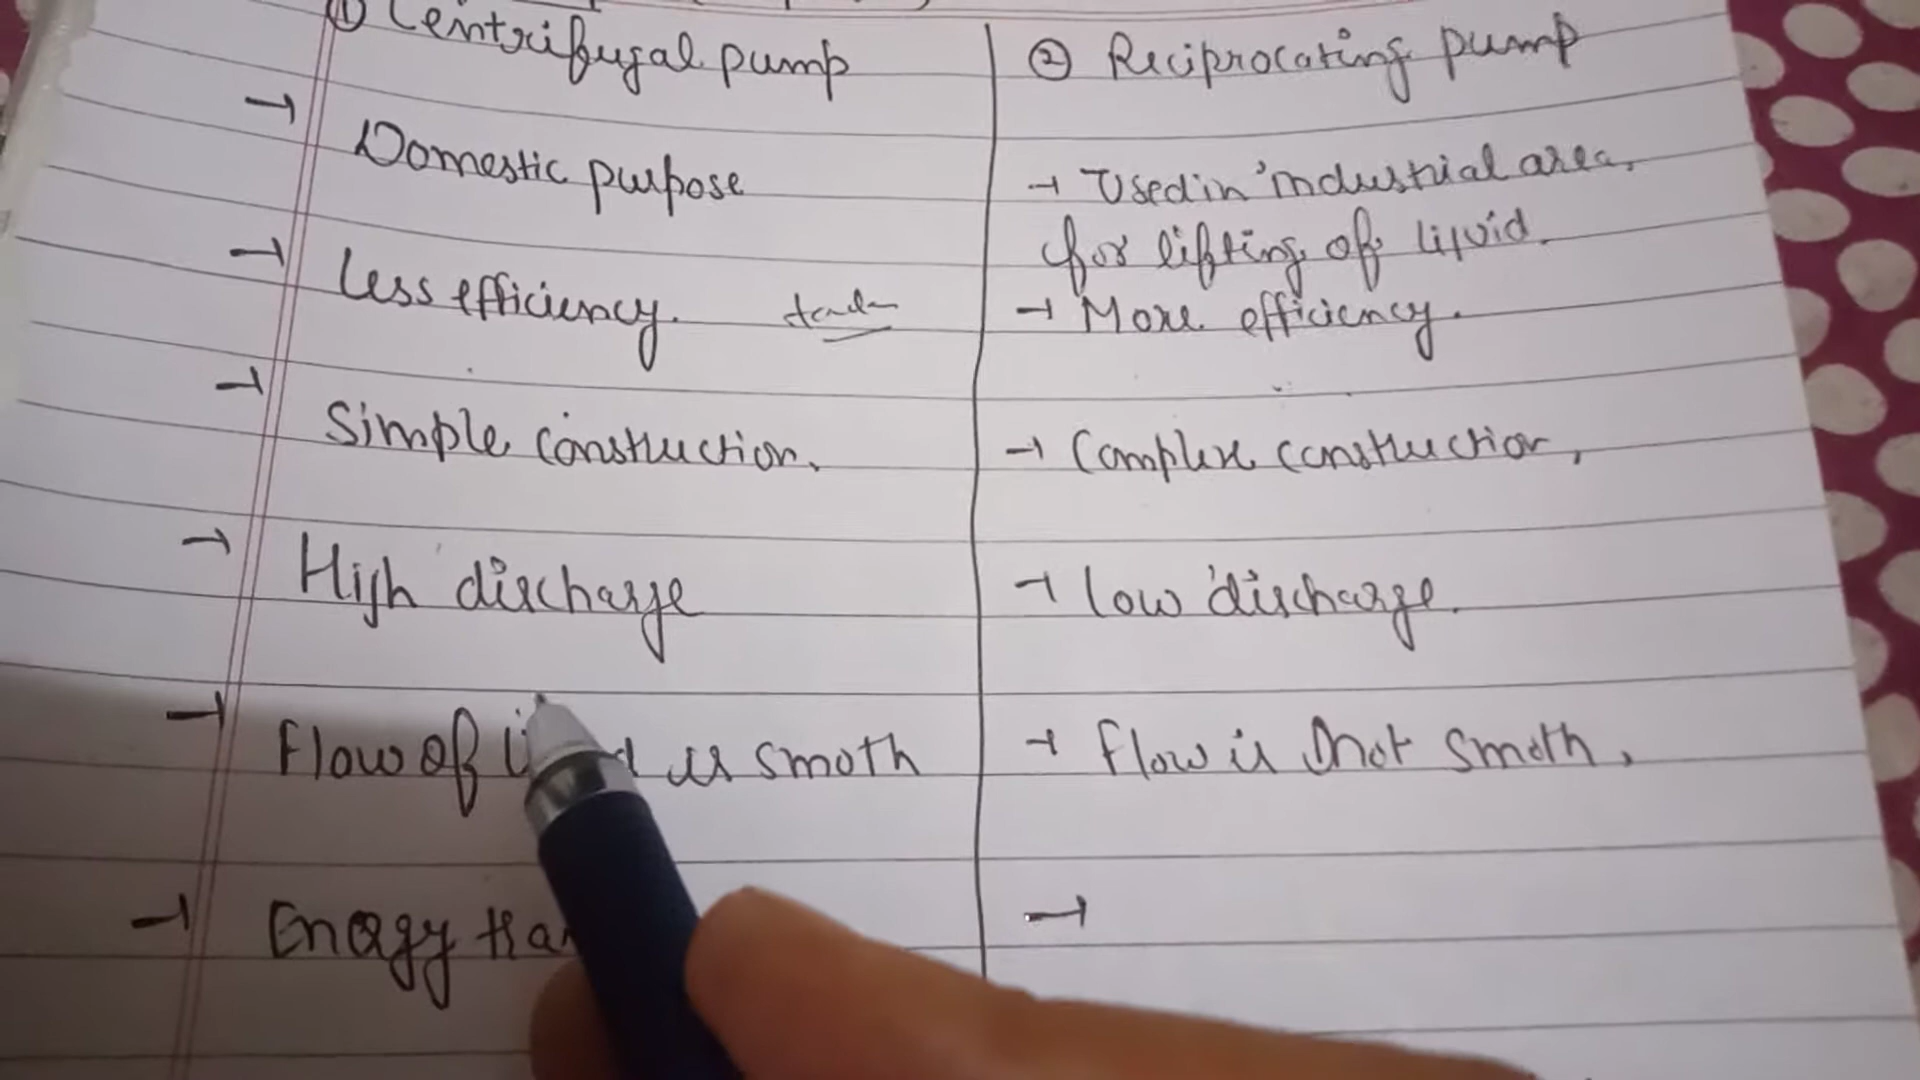 ① Centrifugal pump
→ Domestic purpose
→ Less efficiency.
→ Simple construction.
→ High discharge
→ Flow of is smoth
→ Energy
② Reciprocating pump
→ Used in industrial area,
for lifting of liquid.
→ More efficiency.
→ Complex construction,
→ low discharge.
→ Flow is not smoth,
→